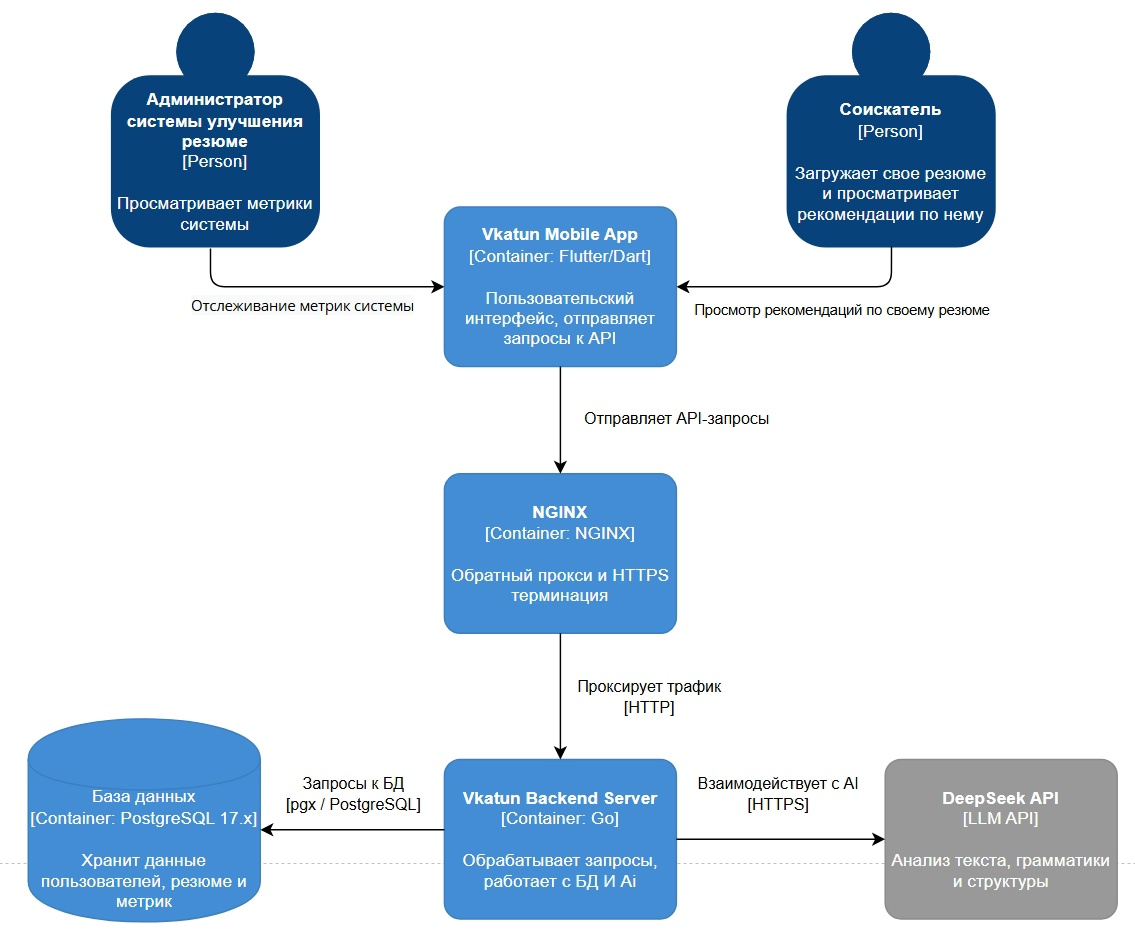 Администратор
системы улучшения
резюме
[Person]
Просматривает метрики
системы
Соискатель
[Person]
Загружает свое резюме
и просматривает
рекомендации по нему
Vkatun Mobile App
[Container: Flutter/Dart]
Пользовательский
интерфейс, отправляет
запросы к API
Отслеживание метрик системы
Просмотр рекомендаций по своему резюме
Отправляет API-запросы
NGINX
[Container: NGINX]
Обратный прокси и HTTPS
терминация
Проксирует трафик
[HTTP]
База данных
[Container: PostgreSQL 17.x]
Хранит данные
пользователей, резюме и
метрик
Запросы к БД
[pgx / PostgreSQL]
Vkatun Backend Server
[Container: Go]
Обрабатывает запросы,
работает с БД И Ai
Взаимодействует с AI
[HTTPS]
DeepSeek API
[LLM API]
Анализ текста, грамматики
и структуры